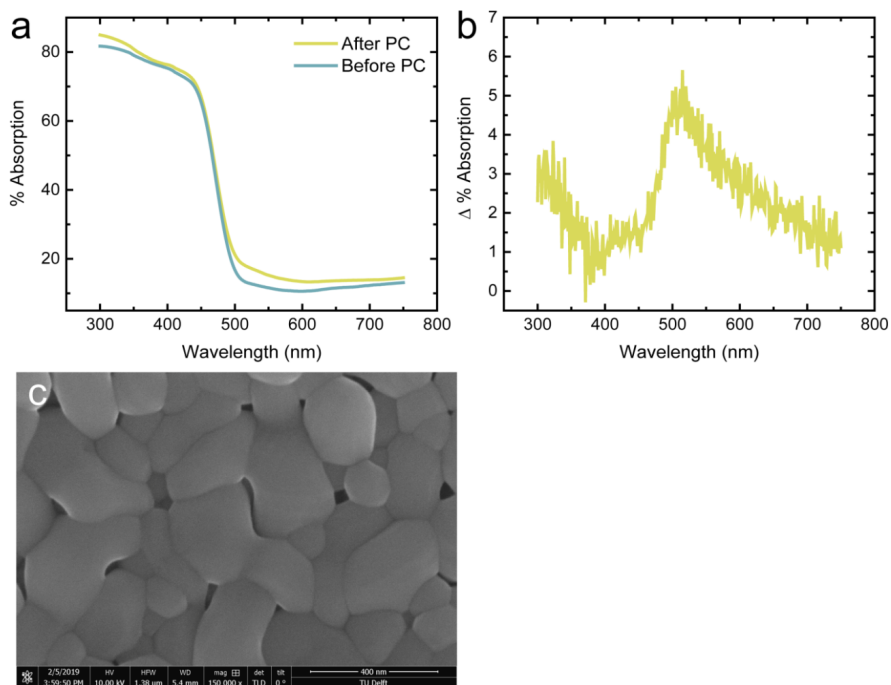 a
% Absorption
80
60
40
20
After PC
Before PC
300 400 500 600 700 800
Wavelength (nm)
b
Δ % Absorption
7
6
5
4
3
2
1
0
300 400 500 600 700 800
Wavelength (nm)
c
2/5/2019 HV HFW WD mag det tilt 400 nm
3:59:50 PM 10.00 kV 1.38 µm 5.4 mm 150 000 x TLD 0 ° TU Delft